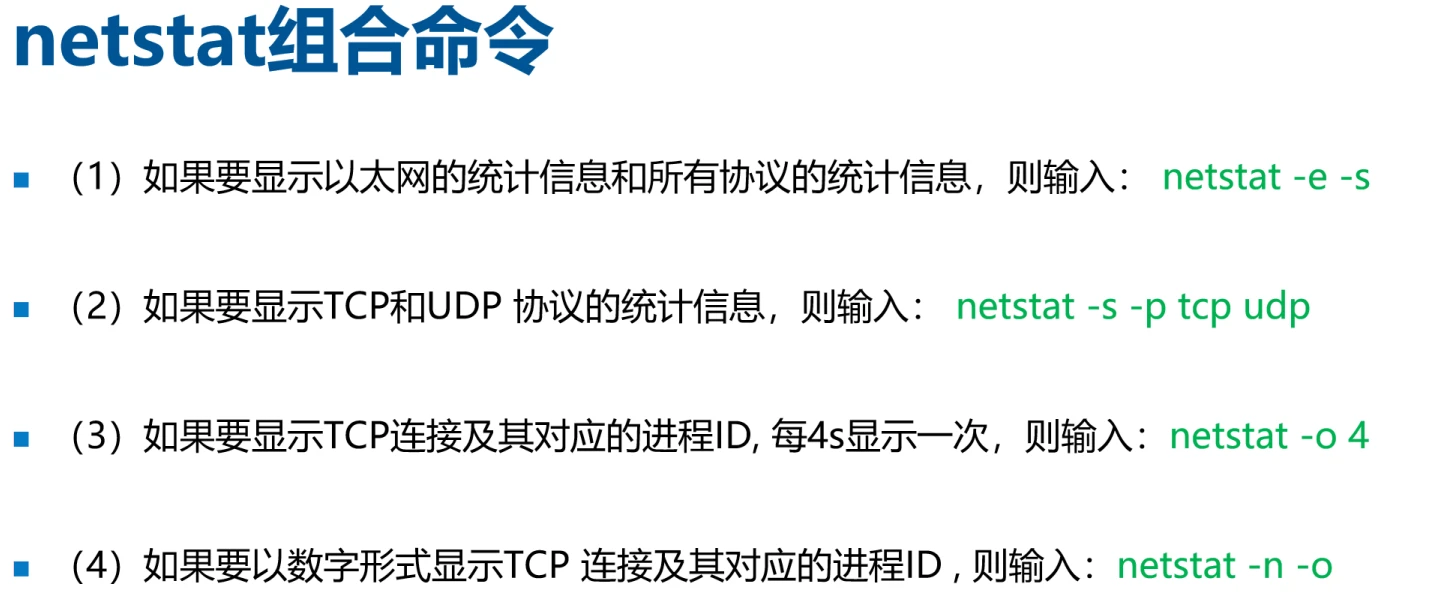 netstat组合命令
（1）如果要显示以太网的统计信息和所有协议的统计信息，则输入： netstat -e -s
（2）如果要显示TCP和UDP 协议的统计信息，则输入： netstat -s -p tcp udp
（3）如果要显示TCP连接及其对应的进程ID, 每4s显示一次，则输入：netstat -o 4
（4）如果要以数字形式显示TCP 连接及其对应的进程ID , 则输入：netstat -n -o